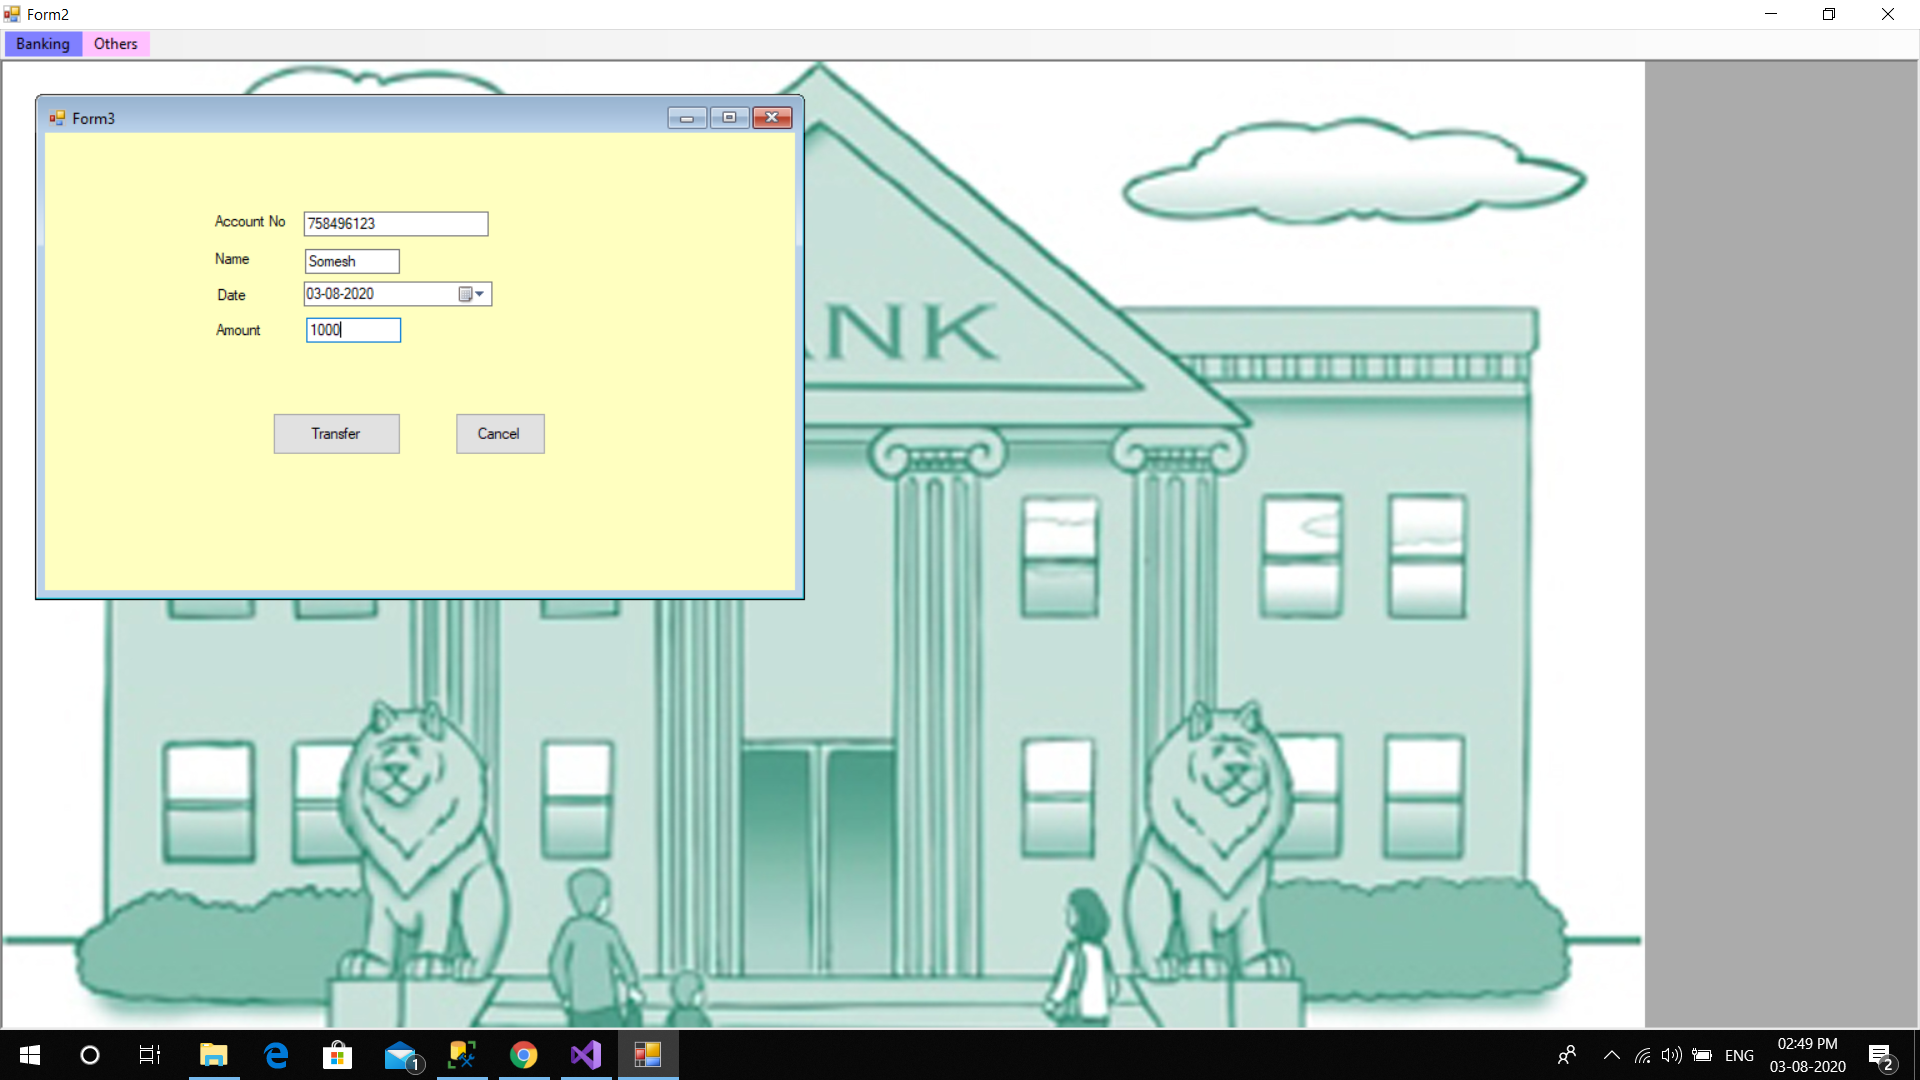 Form2
Banking Others
Form3
Account No 758496123
Name Somesh
Date 03-08-2020
Amount 1000
Transfer Cancel
NK
1
ENG
02:49 PM
03-08-2020
2